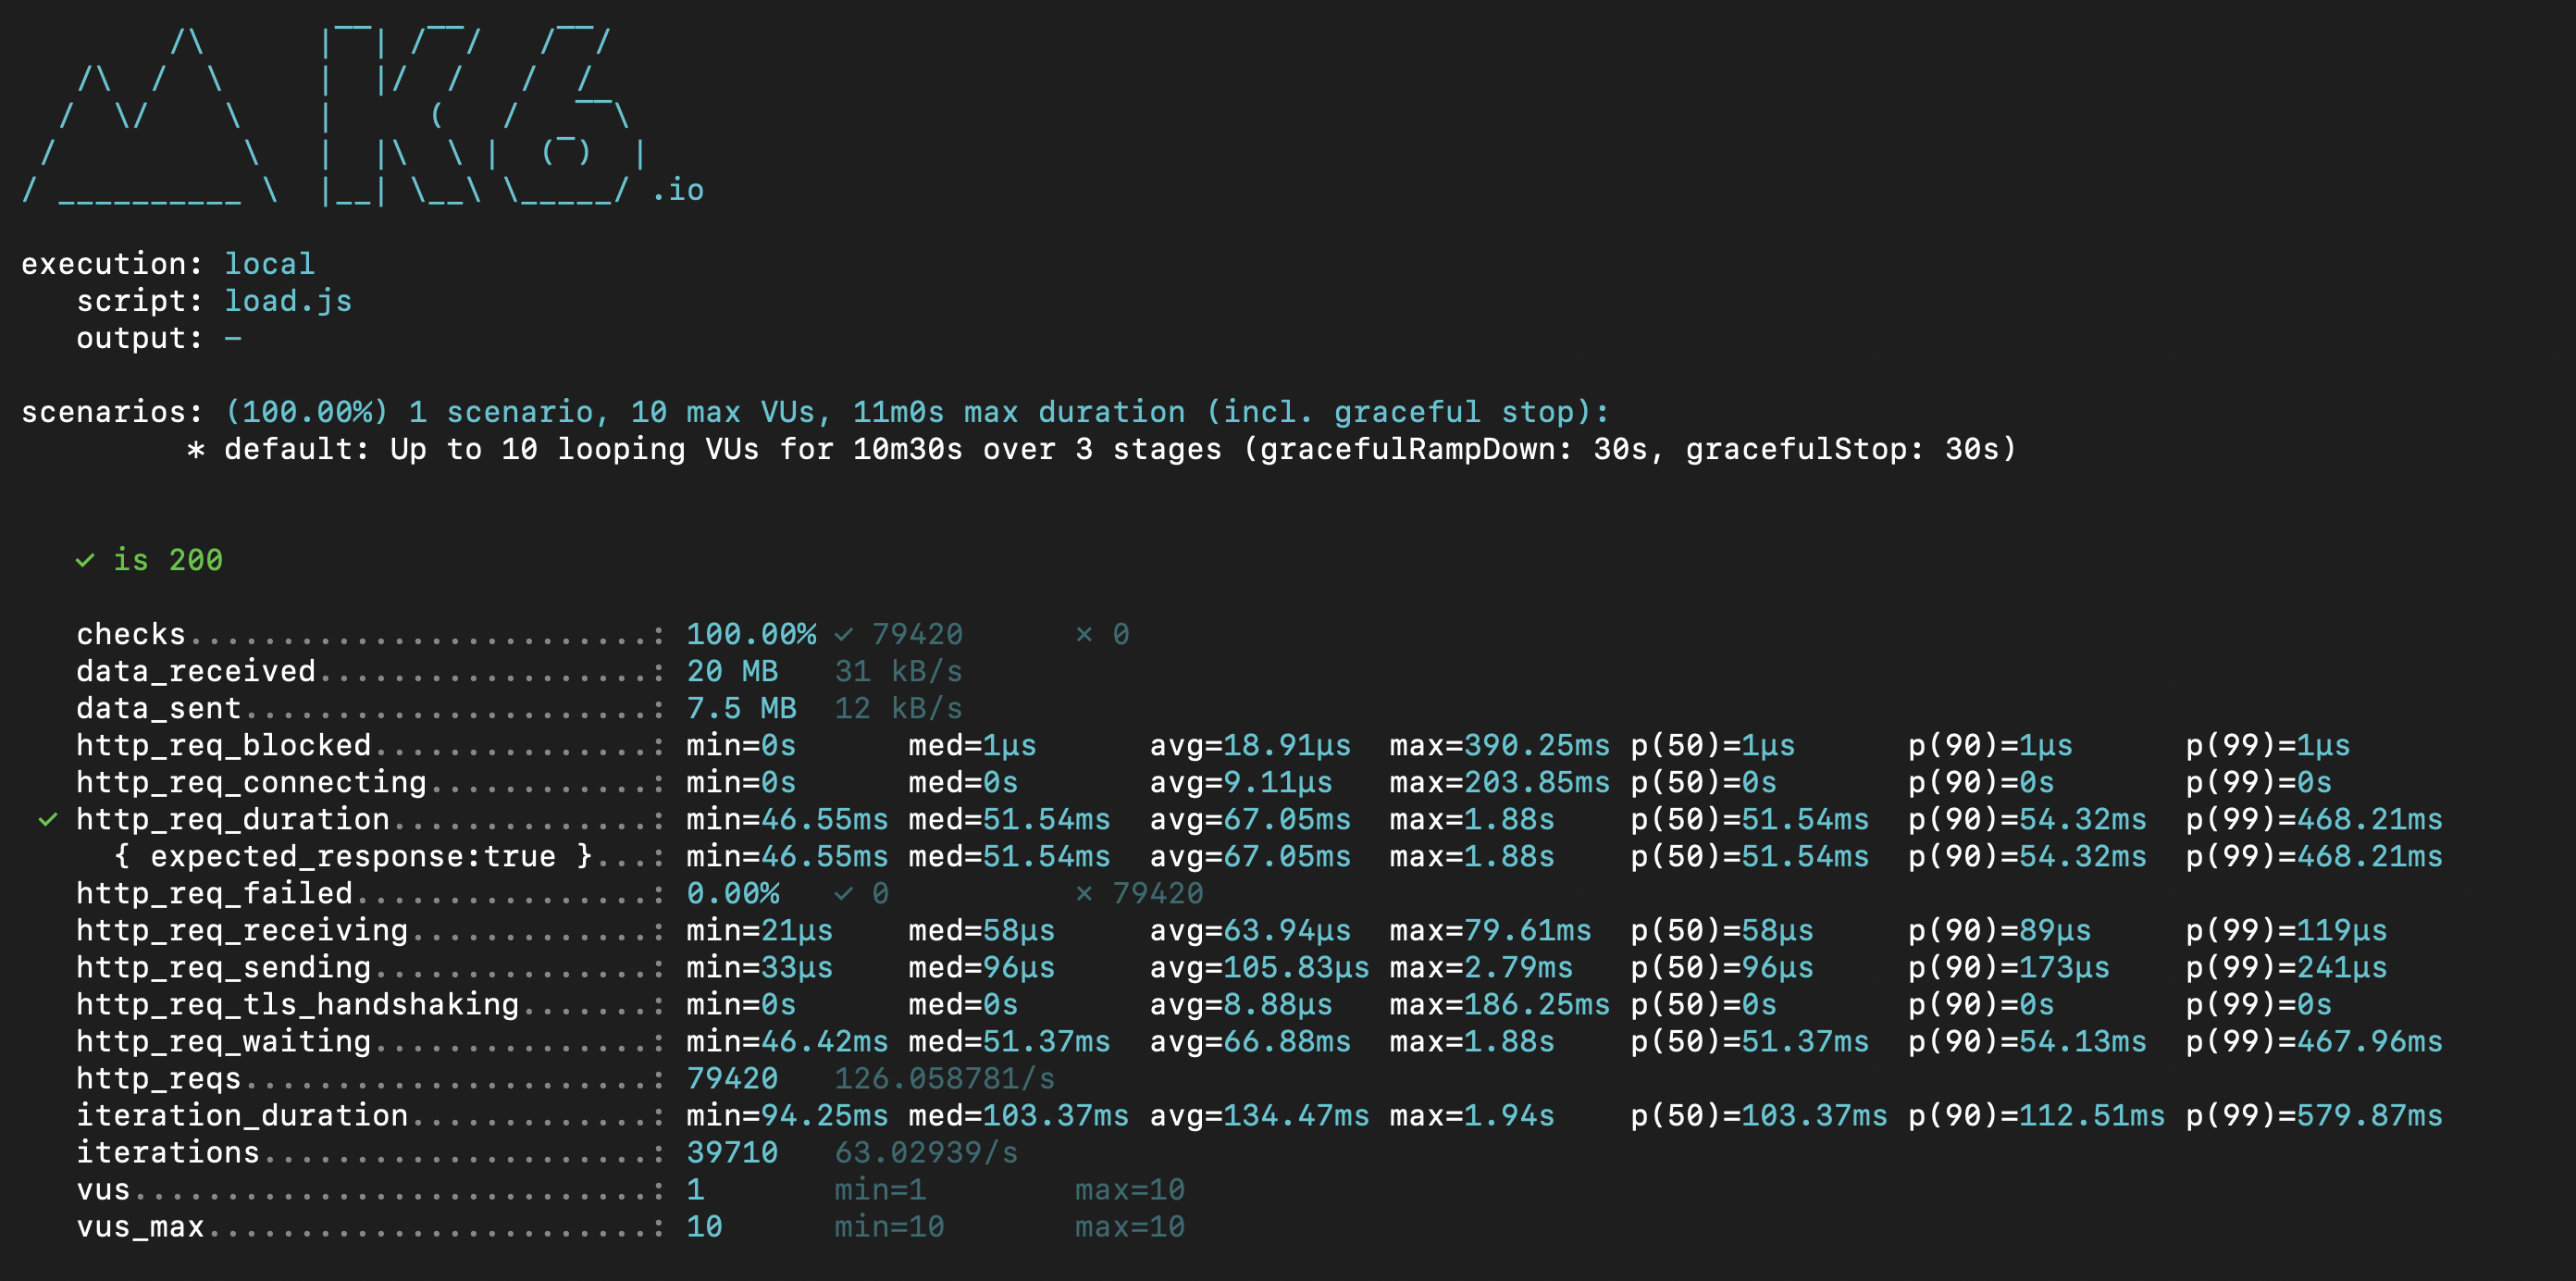 /\      |‾‾| /‾‾/   /‾‾/
     /\  /  \     |  |/  /   /  /
    /  \/    \    |     (   /   ‾‾\
   /          \   |  |\  \ |  (‾)  |
  / __________ \  |__| \__\ \_____/ .io
execution: local
script: load.js
output: -
scenarios: (100.00%) 1 scenario, 10 max VUs, 11m0s max duration (incl. graceful stop):
* default: Up to 10 looping VUs for 10m30s over 3 stages (gracefulRampDown: 30s, gracefulStop: 30s)
✓ is 200
checks.........................: 100.00% ✓ 79420      ✗ 0
data_received..................: 20 MB   31 kB/s
data_sent......................: 7.5 MB  12 kB/s
http_req_blocked...............: min=0s      med=1µs      avg=18.91µs  max=390.25ms p(50)=1µs      p(90)=1µs      p(99)=1µs
http_req_connecting............: min=0s      med=0s       avg=9.11µs   max=203.85ms p(50)=0s       p(90)=0s       p(99)=0s
✓ http_req_duration..............: min=46.55ms med=51.54ms  avg=67.05ms  max=1.88s    p(50)=51.54ms  p(90)=54.32ms  p(99)=468.21ms
{ expected_response:true }...: min=46.55ms med=51.54ms  avg=67.05ms  max=1.88s    p(50)=51.54ms  p(90)=54.32ms  p(99)=468.21ms
http_req_failed................: 0.00%   ✓ 0          ✗ 79420
http_req_receiving.............: min=21µs    med=58µs     avg=63.94µs  max=79.61ms  p(50)=58µs     p(90)=89µs     p(99)=119µs
http_req_sending...............: min=33µs    med=96µs     avg=105.83µs max=2.79ms   p(50)=96µs     p(90)=173µs    p(99)=241µs
http_req_tls_handshaking.......: min=0s      med=0s       avg=8.88µs   max=186.25ms p(50)=0s       p(90)=0s       p(99)=0s
http_req_waiting...............: min=46.42ms med=51.37ms  avg=66.88ms  max=1.88s    p(50)=51.37ms  p(90)=54.13ms  p(99)=467.96ms
http_reqs......................: 79420   126.058781/s
iteration_duration.............: min=94.25ms med=103.37ms avg=134.47ms max=1.94s    p(50)=103.37ms p(90)=112.51ms p(99)=579.87ms
iterations.....................: 39710   63.02939/s
vus............................: 1       min=1        max=10
vus_max........................: 10      min=10       max=10